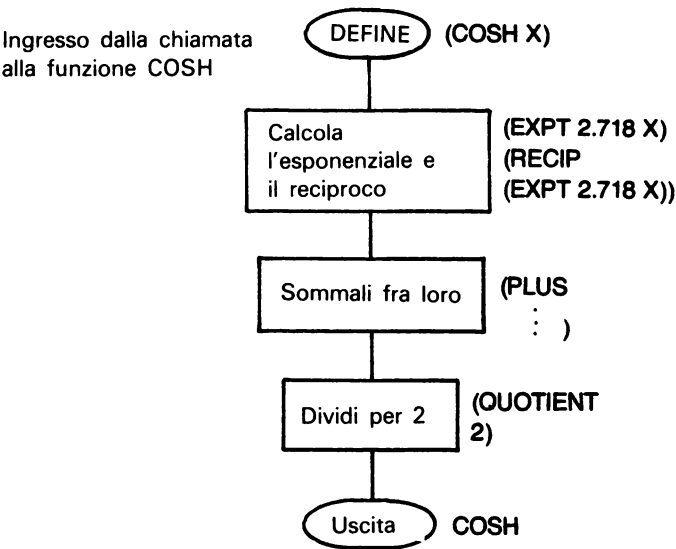 Ingresso dalla chiamata
alla funzione COSH
DEFINE
(COSH X)
Calcola
l'esponenziale e
il reciproco
(EXPT 2.718 X)
(RECIP
(EXPT 2.718 X))
Sommali fra loro
(PLUS
⋮ )
Dividi per 2
(QUOTIENT
2)
Uscita
COSH